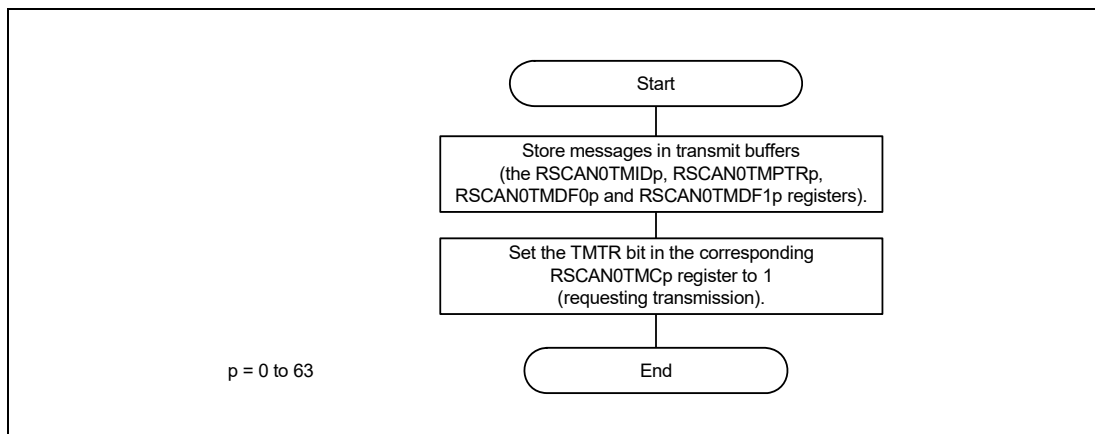 Start
Store messages in transmit buffers
(the RSCAN0TMIDp, RSCAN0TMPTRp,
RSCAN0TMDF0p and RSCAN0TMDF1p registers).
Set the TMTR bit in the corresponding
RSCAN0TMCp register to 1
(requesting transmission).
End
p = 0 to 63